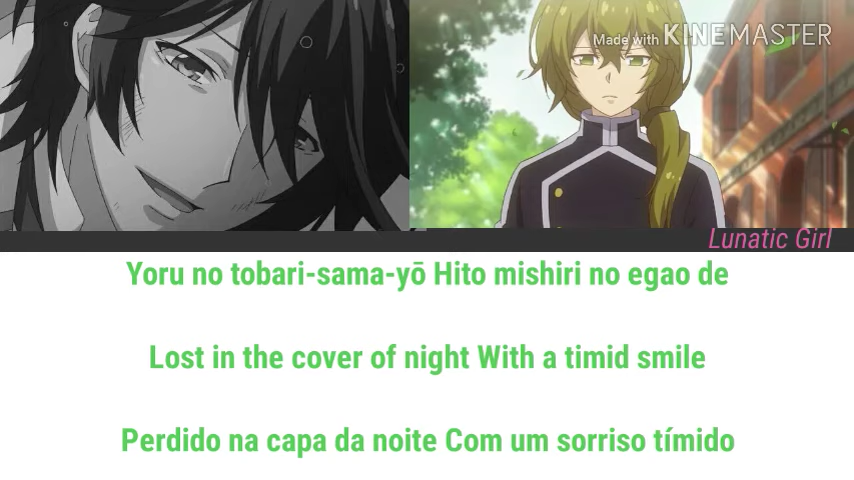 Made with KINEMASTER
Lunatic Girl
Yoru no tobari-sama-yō Hito mishiri no egao de
Lost in the cover of night With a timid smile
Perdido na capa da noite Com um sorriso tímido